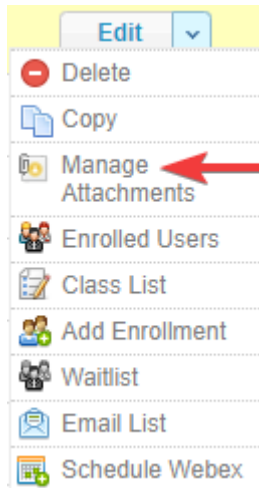 Edit
Delete
Copy
Manage
Attachments
Enrolled Users
Class List
Add Enrollment
Waitlist
Email List
Schedule Webex